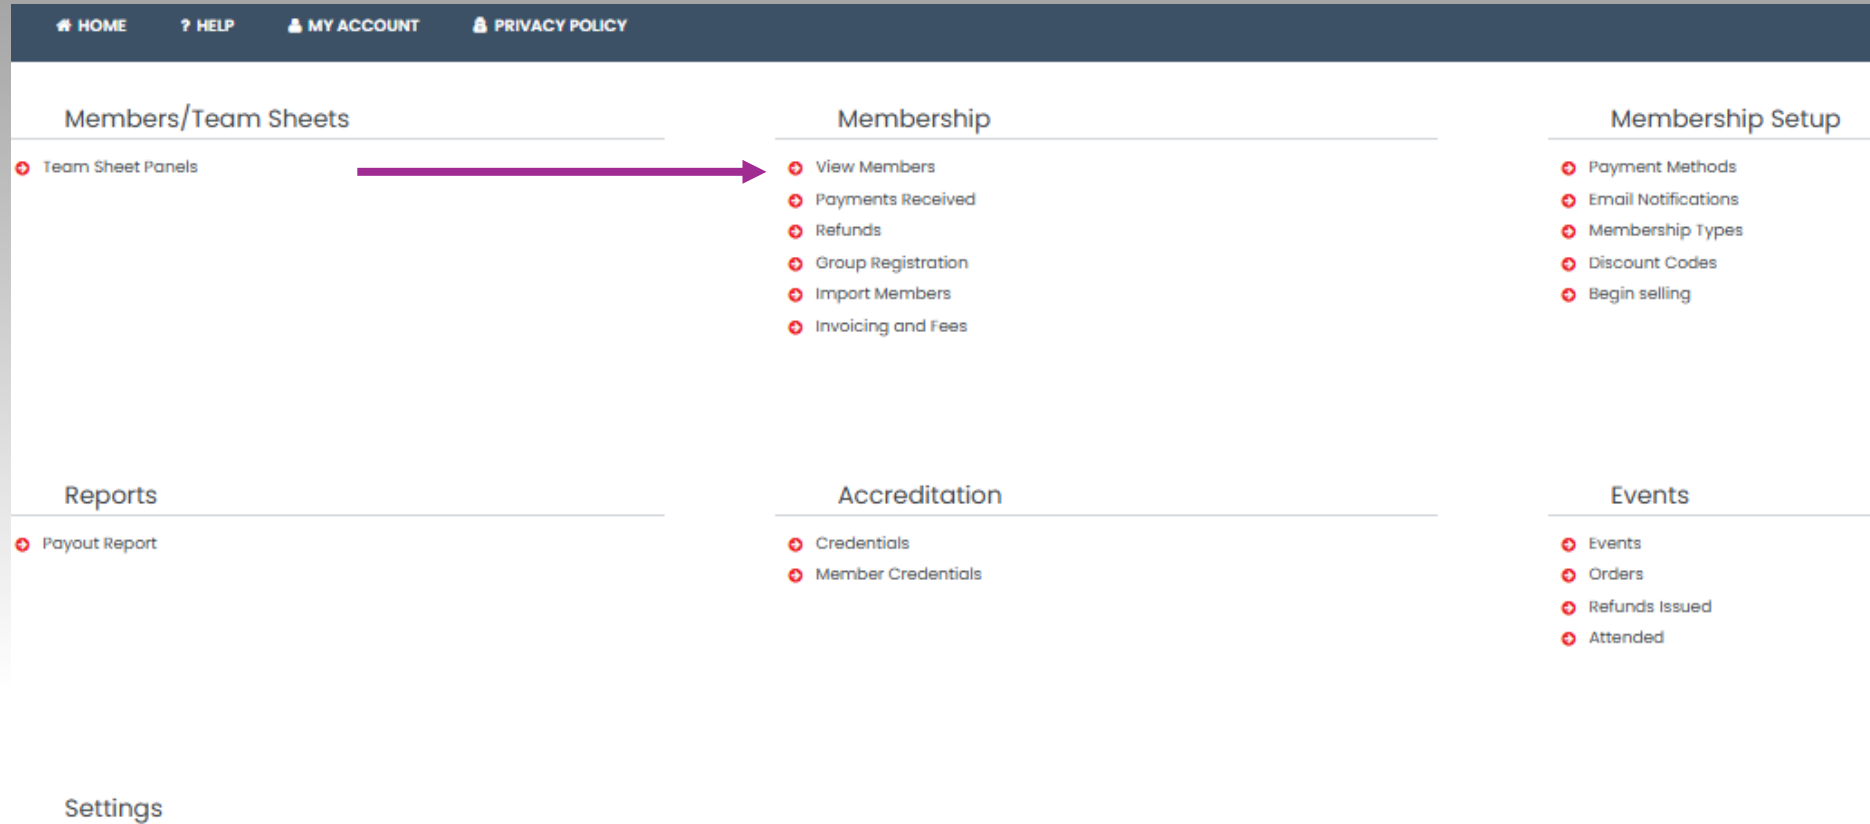 HOME ? HELP MY ACCOUNT PRIVACY POLICY
Members/Team Sheets
Team Sheet Panels
Membership
View Members
Payments Received
Refunds
Group Registration
Import Members
Invoicing and Fees
Membership Setup
Payment Methods
Email Notifications
Membership Types
Discount Codes
Begin selling
Reports
Payout Report
Accreditation
Credentials
Member Credentials
Events
Events
Orders
Refunds Issued
Attended
Settings